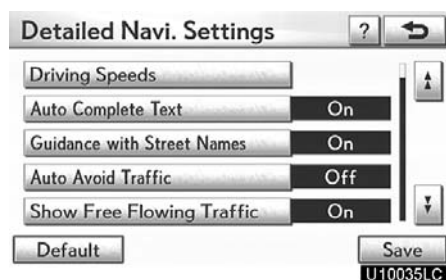 Detailed Navi. Settings ?
Driving Speeds
Auto Complete Text On
Guidance with Street Names On
Auto Avoid Traffic Off
Show Free Flowing Traffic On
Default Save
U10035LC